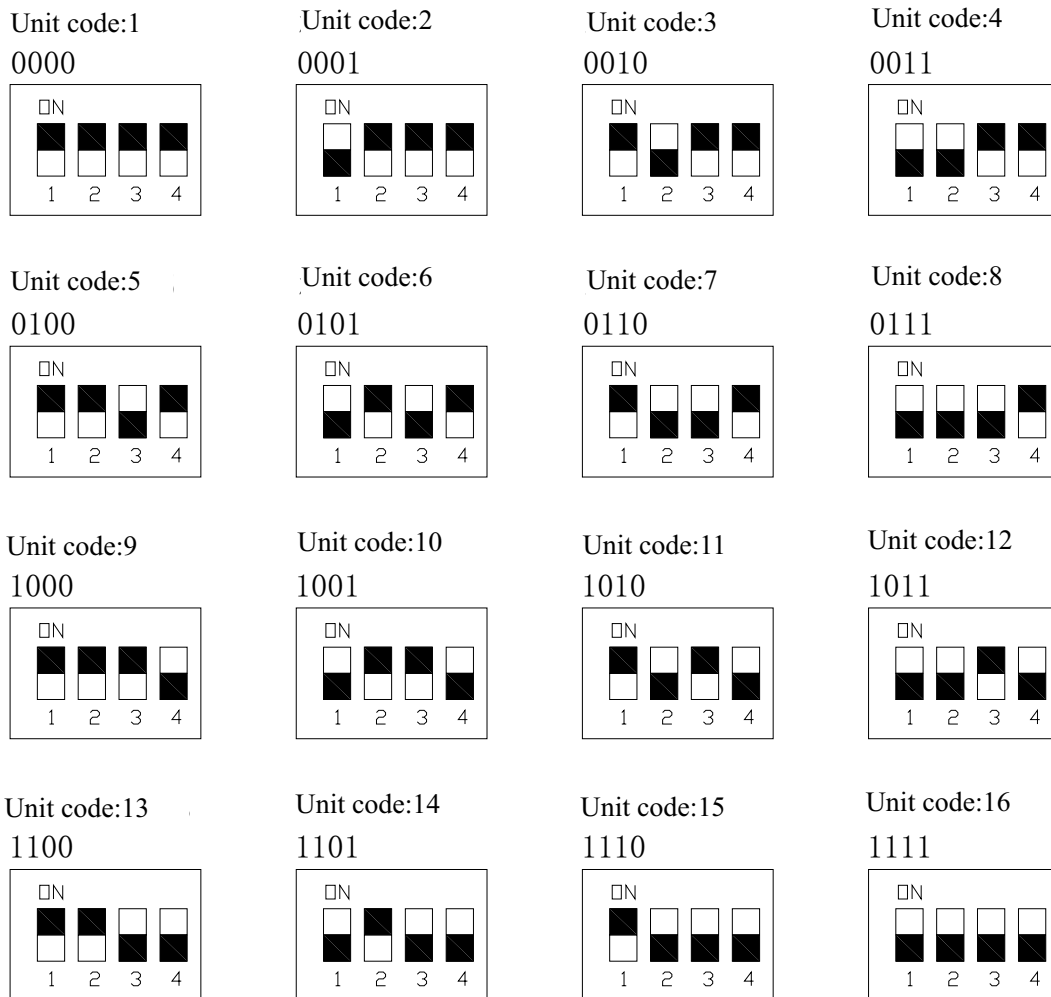 Unit code:1 Unit code:2 Unit code:3 Unit code:4
0000 0001 0010 0011
ON ON ON ON
1 2 3 4 1 2 3 4 1 2 3 4 1 2 3 4
Unit code:5 Unit code:6 Unit code:7 Unit code:8
0100 0101 0110 0111
ON ON ON ON
1 2 3 4 1 2 3 4 1 2 3 4 1 2 3 4
Unit code:9 Unit code:10 Unit code:11 Unit code:12
1000 1001 1010 1011
ON ON ON ON
1 2 3 4 1 2 3 4 1 2 3 4 1 2 3 4
Unit code:13 Unit code:14 Unit code:15 Unit code:16
1100 1101 1110 1111
ON ON ON ON
1 2 3 4 1 2 3 4 1 2 3 4 1 2 3 4